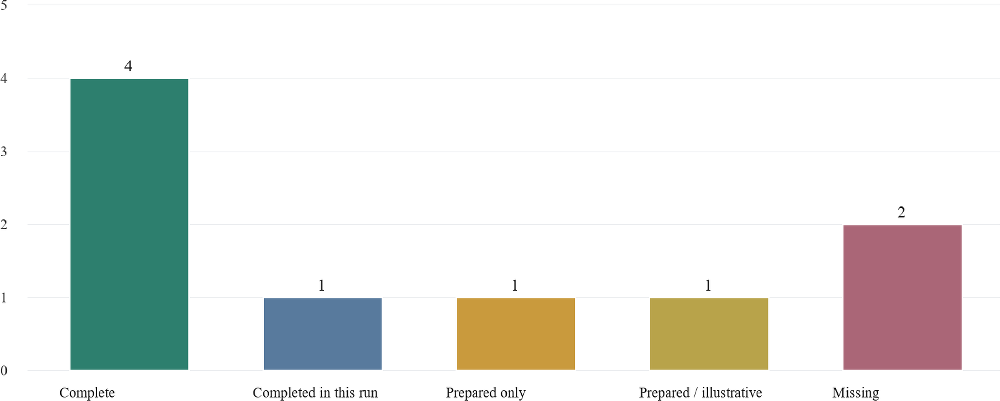 5
4
4
3
2
2
1
1
1
1
0
Complete
Completed in this run
Prepared only
Prepared / illustrative
Missing